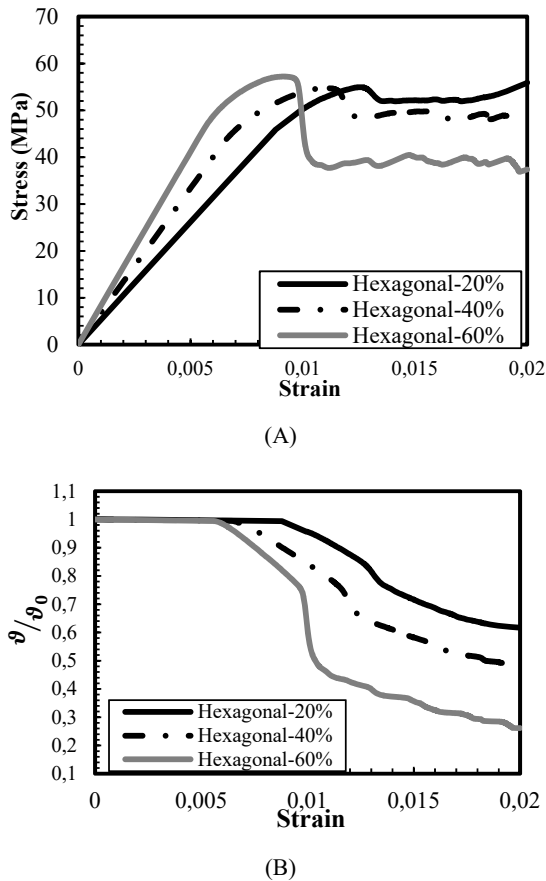 70
60
50
40
30
20
10
0
Stress (MPa)
Hexagonal-20%
Hexagonal-40%
Hexagonal-60%
0 0,005 0,01 0,015 0,02
Strain
(A)
1,1
1
0,9
0,8
0,7
0,6
0,5
0,4
0,3
0,2
0,1
ϑ/ϑ0
Hexagonal-20%
Hexagonal-40%
Hexagonal-60%
0 0,005 0,01 0,015 0,02
Strain
(B)